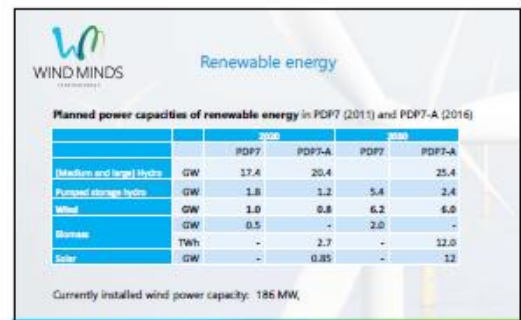 WIND MINDS
Renewable energy
Planned power capacities of renewable energy in PDP7 (2011) and PDP7-A (2016)
2020 2030
PDP7 PDP7-A PDP7 PDP7-A
(Medium and large) Hydro GW 17.4 20.4 25.4
Pumped storage hydro GW 1.8 1.2 5.4 2.4
Wind GW 1.0 0.8 6.2 6.0
Biomass GW 0.5 - 2.0 -
TWh - 2.7 - 12.0
Solar GW - 0.85 - 12
Currently installed wind power capacity: 186 MW,